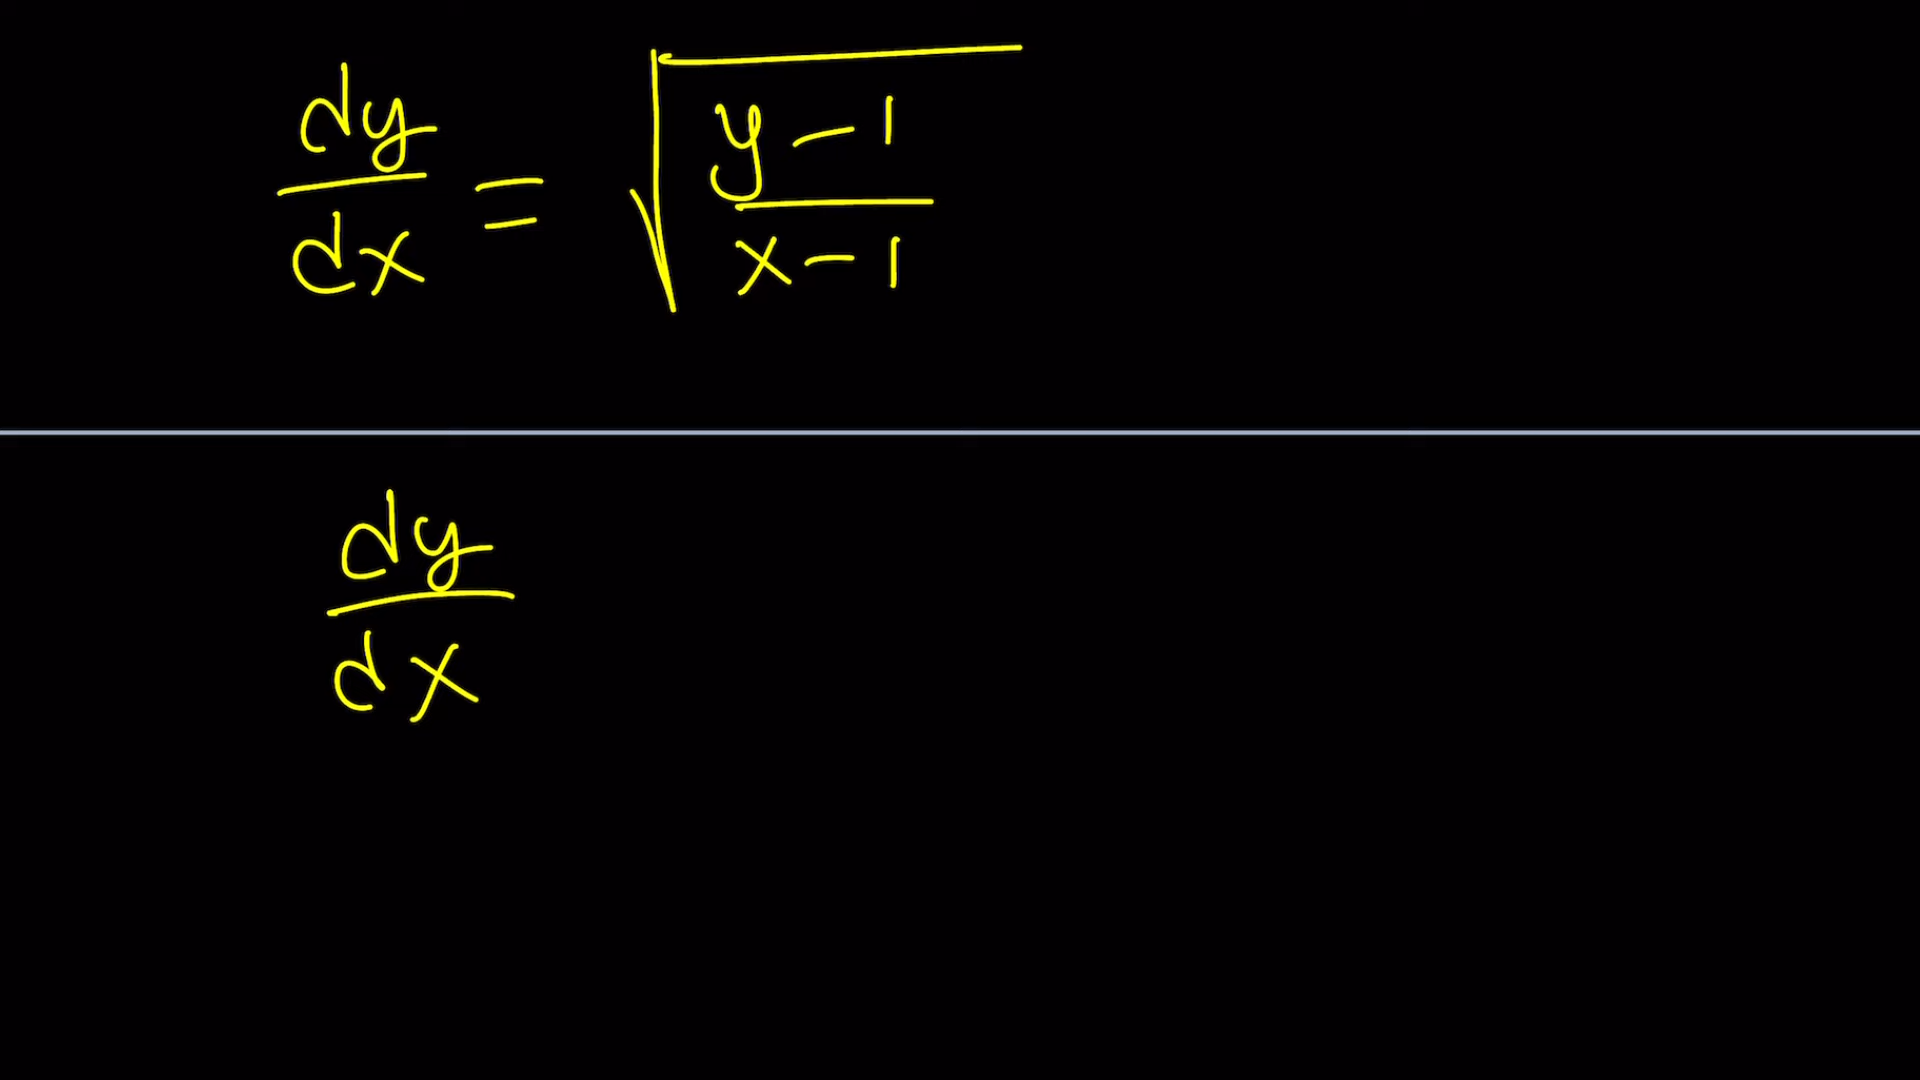 dy/dx = √((y-1)/(x-1))
dy/dx